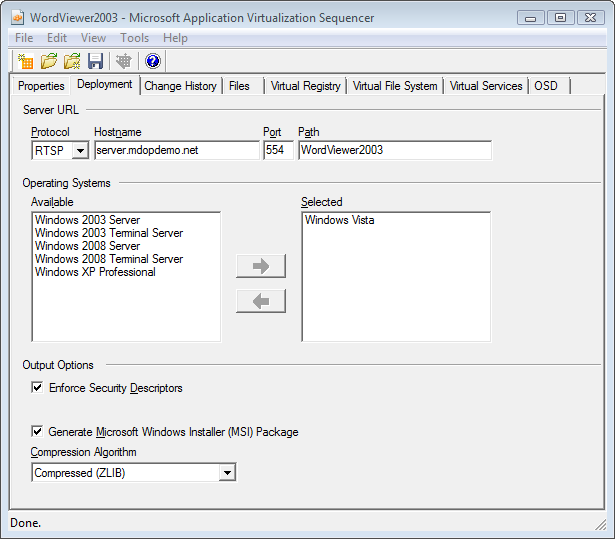 WordViewer2003 - Microsoft Application Virtualization Sequencer
File Edit View Tools Help
Properties Deployment Change History Files Virtual Registry Virtual File System Virtual Services OSD
Server URL
Protocol Hostname Port Path
RTSP server.mdopdemo.net 554 WordViewer2003
Operating Systems
Available Selected
Windows 2003 Server Windows Vista
Windows 2003 Terminal Server
Windows 2008 Server
Windows 2008 Terminal Server
Windows XP Professional
Output Options
Enforce Security Descriptors
Generate Microsoft Windows Installer (MSI) Package
Compression Algorithm
Compressed (ZLIB)
Done.